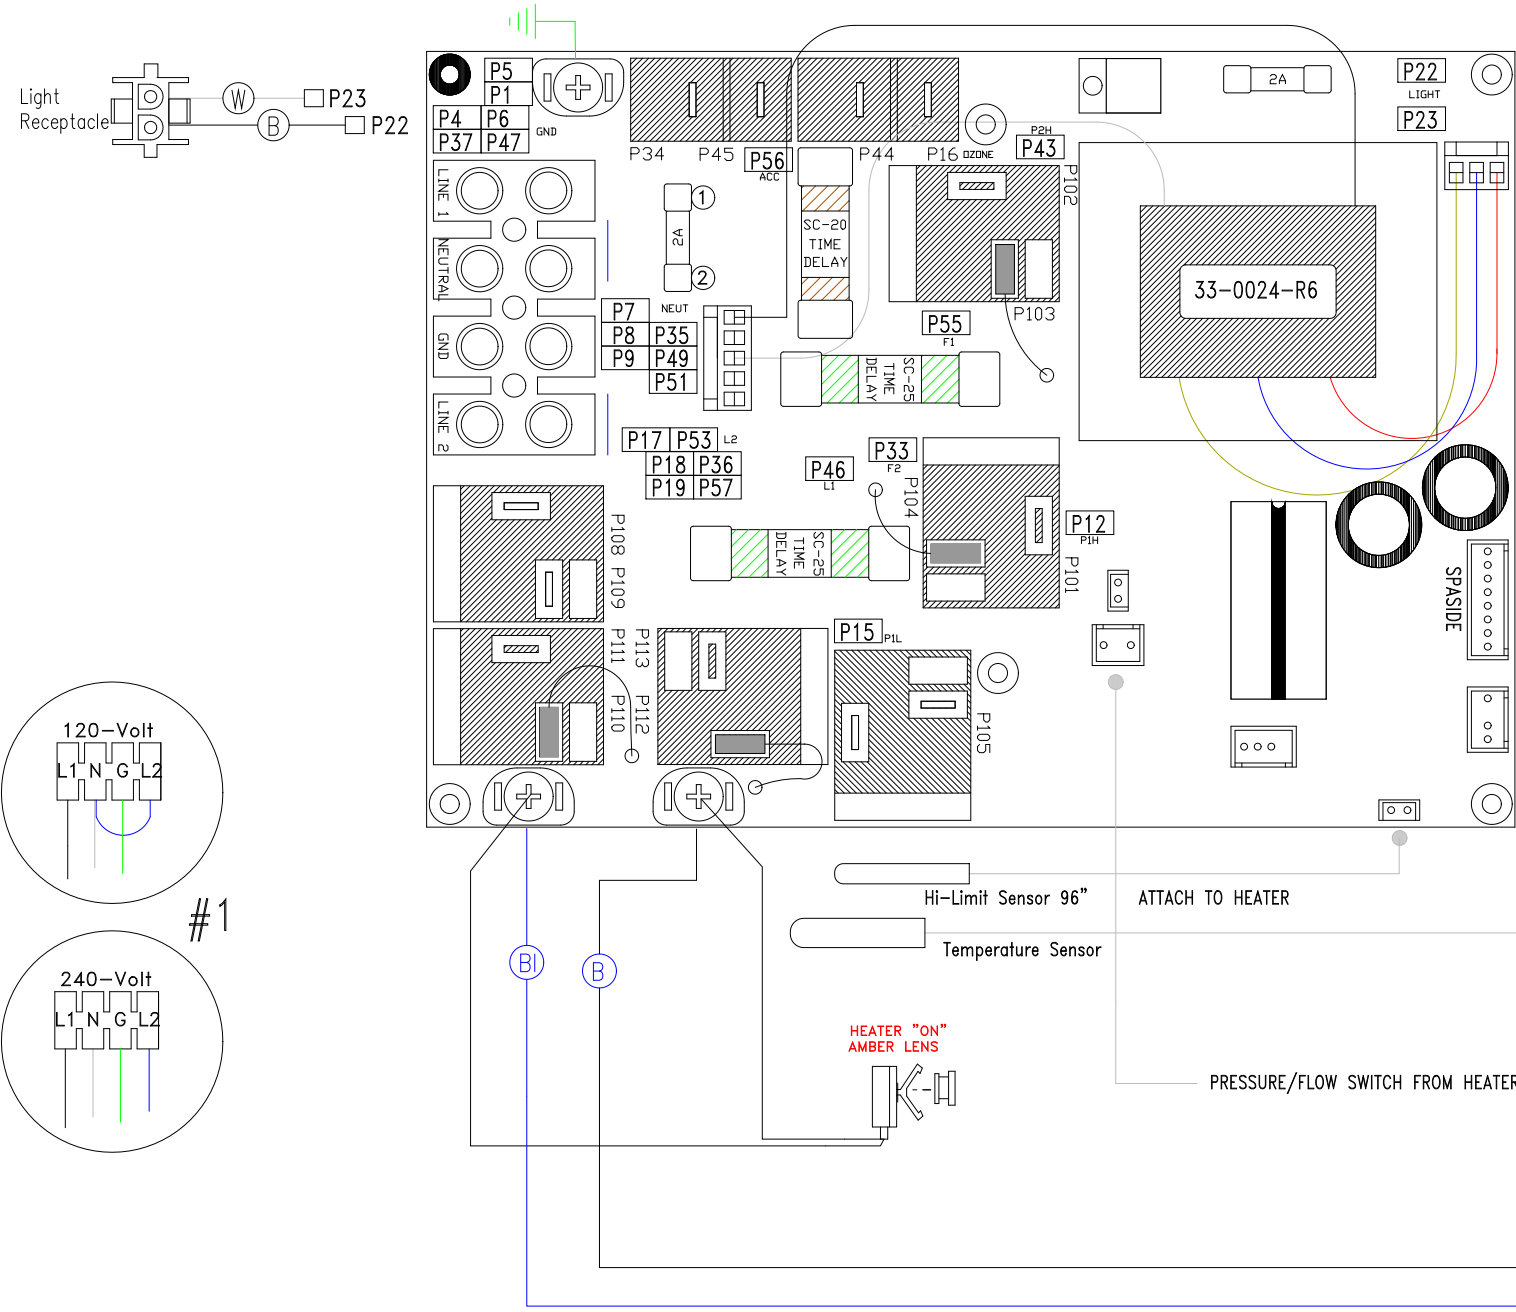 Light
Receptacle
W
P23
B
P22
P5
P1
P4 P6
P37 P47
GND
P34 P45 P44 P16
OZONE
P2H
P43
P56
ACC
2A
P22
LIGHT
P23
LINE 1
NEUTRAL
GND
LINE 2
1
2A
2
NEUT
SC-20
TIME
DELAY
P102
P103
P55
F1
33-0024-R6
P7
P8 P35
P9 P49
P51
SC-25
TIME
DELAY
P17 P53 L2
P18 P36
P19 P57
P46
L1
P33
F2
P104
P12
P1H
P101
SC-25
TIME
DELAY
P108
P109
P111
P110
P113
P112
P15 P1L
P105
SPASIDE
120-Volt
L1 N G L2
#1
240-Volt
L1 N G L2
Hi-Limit Sensor 96" ATTACH TO HEATER
Temperature Sensor
Bl
B
HEATER "ON"
AMBER LENS
PRESSURE/FLOW SWITCH FROM HEATER